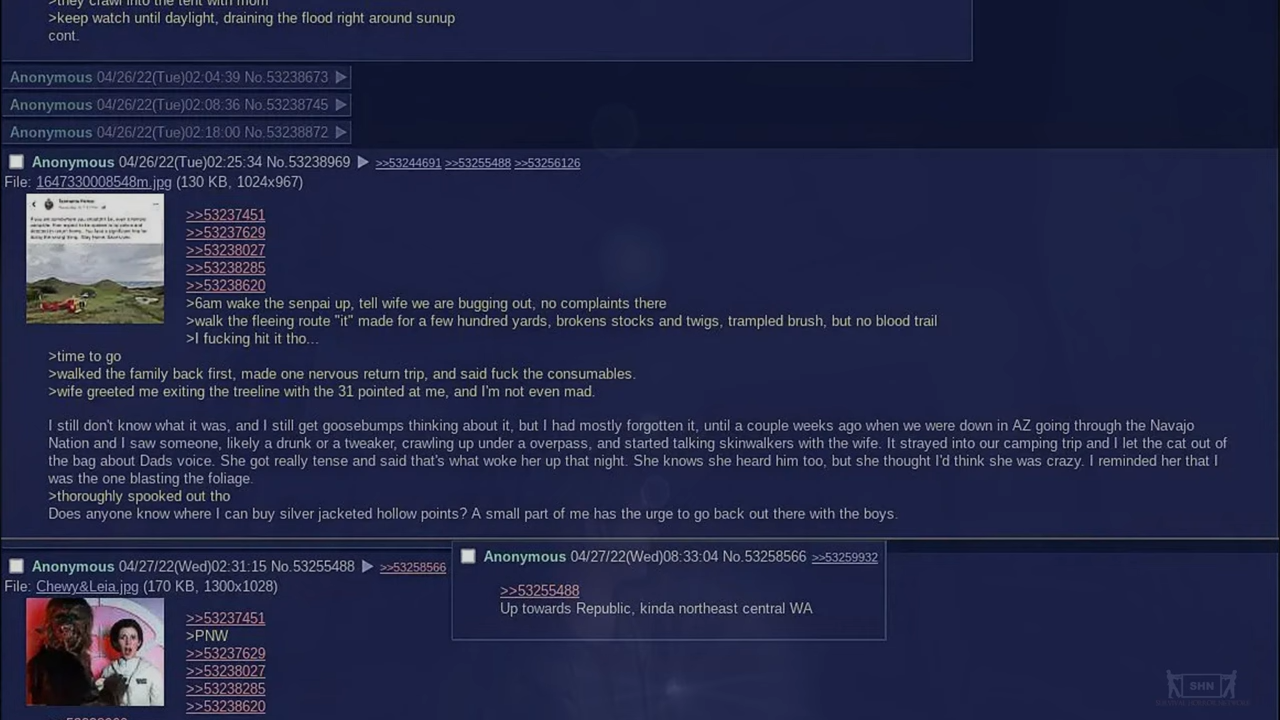 >they crawl into the tent with mom
>keep watch until daylight, draining the flood right around sunup
cont.
Anonymous 04/26/22(Tue)02:04:39 No.53238673 ▶
Anonymous 04/26/22(Tue)02:08:36 No.53238745 ▶
Anonymous 04/26/22(Tue)02:18:00 No.53238872 ▶
Anonymous 04/26/22(Tue)02:25:34 No.53238969 ▶ >>53244691 >>53255488 >>53256126
File: 1647330008548m.jpg (130 KB, 1024x967)
>>53237451
>>53237629
>>53238027
>>53238285
>>53238620
>6am wake the senpai up, tell wife we are bugging out, no complaints there
>walk the fleeing route "it" made for a few hundred yards, brokens stocks and twigs, trampled brush, but no blood trail
>I fucking hit it tho...
>time to go
>walked the family back first, made one nervous return trip, and said fuck the consumables.
>wife greeted me exiting the treeline with the 31 pointed at me, and I'm not even mad.
I still don't know what it was, and I still get goosebumps thinking about it, but I had mostly forgotten it, until a couple weeks ago when we were down in AZ going through the Navajo
Nation and I saw someone, likely a drunk or a tweaker, crawling up under a overpass, and started talking skinwalkers with the wife. It strayed into our camping trip and I let the cat out of
the bag about Dads voice. She got really tense and said that's what woke her up that night. She knows she heard him too, but she thought I'd think she was crazy. I reminded her that I
was the one blasting the foliage.
>thoroughly spooked out tho
Does anyone know where I can buy silver jacketed hollow points? A small part of me has the urge to go back out there with the boys.
Anonymous 04/27/22(Wed)02:31:15 No.53255488 ▶ >>53258566
File: Chewy&Leia.jpg (170 KB, 1300x1028)
>>53237451
>PNW
>>53237629
>>53238027
>>53238285
>>53238620
Anonymous 04/27/22(Wed)08:33:04 No.53258566 >>53259932
>>53255488
Up towards Republic, kinda northeast central WA
SHN